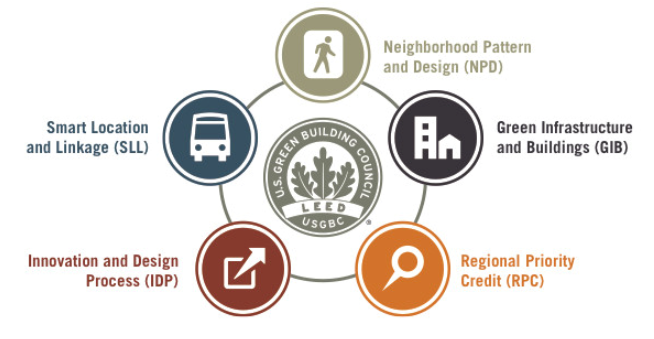 Neighborhood Pattern
and Design (NPD)
Smart Location
and Linkage (SLL)
Green Infrastructure
and Buildings (GIB)
U.S. GREEN BUILDING COUNCIL
LEED
USGBC
®
Innovation and Design
Process (IDP)
Regional Priority
Credit (RPC)